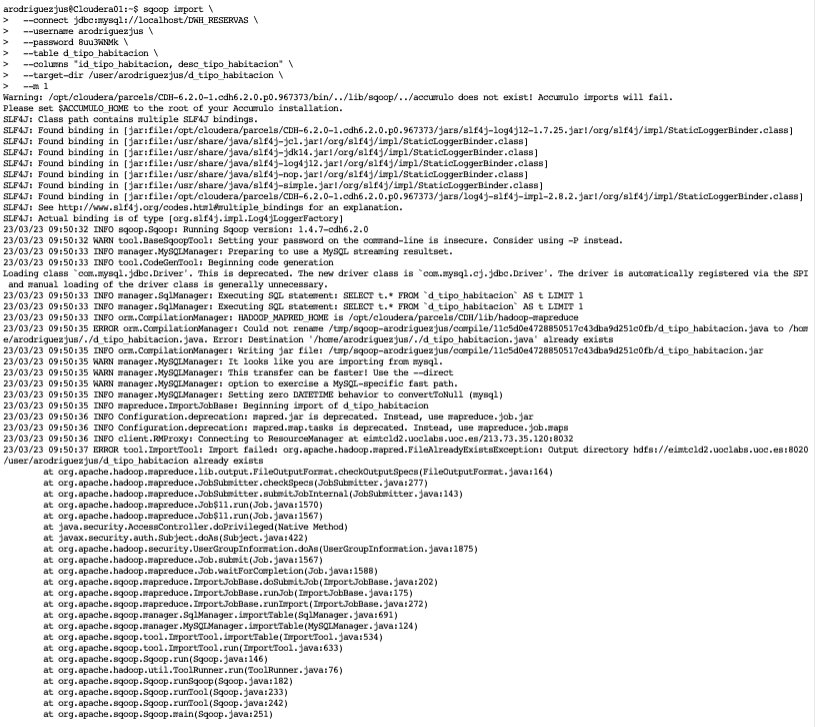 arodriguezjus@Cloudera01:~$ sqoop import \
>   --connect jdbc:mysql://localhost/DWH_RESERVAS \
>   --username arodriguezjus \
>   --password 8uu3WNMk \
>   --table d_tipo_habitacion \
>   --columns "id_tipo_habitacion, desc_tipo_habitacion" \
>   --target-dir /user/arodriguezjus/d_tipo_habitacion \
>   --m 1
Warning: /opt/cloudera/parcels/CDH-6.2.0-1.cdh6.2.0.p0.967373/bin/../lib/sqoop/../accumulo does not exist! Accumulo imports will fail.
Please set $ACCUMULO_HOME to the root of your Accumulo installation.
SLF4J: Class path contains multiple SLF4J bindings.
SLF4J: Found binding in [jar:file:/opt/cloudera/parcels/CDH-6.2.0-1.cdh6.2.0.p0.967373/jars/slf4j-log4j12-1.7.25.jar!/org/slf4j/impl/StaticLoggerBinder.class]
SLF4J: Found binding in [jar:file:/usr/share/java/slf4j-jcl.jar!/org/slf4j/impl/StaticLoggerBinder.class]
SLF4J: Found binding in [jar:file:/usr/share/java/slf4j-jdk14.jar!/org/slf4j/impl/StaticLoggerBinder.class]
SLF4J: Found binding in [jar:file:/usr/share/java/slf4j-log4j12.jar!/org/slf4j/impl/StaticLoggerBinder.class]
SLF4J: Found binding in [jar:file:/usr/share/java/slf4j-nop.jar!/org/slf4j/impl/StaticLoggerBinder.class]
SLF4J: Found binding in [jar:file:/usr/share/java/slf4j-simple.jar!/org/slf4j/impl/StaticLoggerBinder.class]
SLF4J: Found binding in [jar:file:/opt/cloudera/parcels/CDH-6.2.0-1.cdh6.2.0.p0.967373/jars/log4j-slf4j-impl-2.8.2.jar!/org/slf4j/impl/StaticLoggerBinder.class]
SLF4J: See http://www.slf4j.org/codes.html#multiple_bindings for an explanation.
SLF4J: Actual binding is of type [org.slf4j.impl.Log4jLoggerFactory]
23/03/23 09:50:32 INFO sqoop.Sqoop: Running Sqoop version: 1.4.7-cdh6.2.0
23/03/23 09:50:32 WARN tool.BaseSqoopTool: Setting your password on the command-line is insecure. Consider using -P instead.
23/03/23 09:50:33 INFO manager.MySQLManager: Preparing to use a MySQL streaming resultset.
23/03/23 09:50:33 INFO tool.CodeGenTool: Beginning code generation
Loading class `com.mysql.jdbc.Driver'. This is deprecated. The new driver class is `com.mysql.cj.jdbc.Driver'. The driver is automatically registered via the SPI
 and manual loading of the driver class is generally unnecessary.
23/03/23 09:50:33 INFO manager.SqlManager: Executing SQL statement: SELECT t.* FROM `d_tipo_habitacion` AS t LIMIT 1
23/03/23 09:50:33 INFO manager.SqlManager: Executing SQL statement: SELECT t.* FROM `d_tipo_habitacion` AS t LIMIT 1
23/03/23 09:50:33 INFO orm.CompilationManager: HADOOP_MAPRED_HOME is /opt/cloudera/parcels/CDH/lib/hadoop-mapreduce
23/03/23 09:50:35 ERROR orm.CompilationManager: Could not rename /tmp/sqoop-arodriguezjus/compile/11c5d0e4728850517c43dba9d251c0fb/d_tipo_habitacion.java to /hom
e/arodriguezjus/./d_tipo_habitacion.java. Error: Destination '/home/arodriguezjus/./d_tipo_habitacion.java' already exists
23/03/23 09:50:35 INFO orm.CompilationManager: Writing jar file: /tmp/sqoop-arodriguezjus/compile/11c5d0e4728850517c43dba9d251c0fb/d_tipo_habitacion.jar
23/03/23 09:50:35 WARN manager.MySQLManager: It looks like you are importing from mysql.
23/03/23 09:50:35 WARN manager.MySQLManager: This transfer can be faster! Use the --direct
23/03/23 09:50:35 WARN manager.MySQLManager: option to exercise a MySQL-specific fast path.
23/03/23 09:50:35 INFO manager.MySQLManager: Setting zero DATETIME behavior to convertToNull (mysql)
23/03/23 09:50:35 INFO mapreduce.ImportJobBase: Beginning import of d_tipo_habitacion
23/03/23 09:50:36 INFO Configuration.deprecation: mapred.jar is deprecated. Instead, use mapreduce.job.jar
23/03/23 09:50:36 INFO Configuration.deprecation: mapred.map.tasks is deprecated. Instead, use mapreduce.job.maps
23/03/23 09:50:36 INFO client.RMProxy: Connecting to ResourceManager at eimtcld2.uoclabs.uoc.es/213.73.35.120:8032
23/03/23 09:50:37 ERROR tool.ImportTool: Import failed: org.apache.hadoop.mapred.FileAlreadyExistsException: Output directory hdfs://eimtcld2.uoclabs.uoc.es:8020
/user/arodriguezjus/d_tipo_habitacion already exists
        at org.apache.hadoop.mapreduce.lib.output.FileOutputFormat.checkOutputSpecs(FileOutputFormat.java:164)
        at org.apache.hadoop.mapreduce.JobSubmitter.checkSpecs(JobSubmitter.java:277)
        at org.apache.hadoop.mapreduce.JobSubmitter.submitJobInternal(JobSubmitter.java:143)
        at org.apache.hadoop.mapreduce.Job$11.run(Job.java:1570)
        at org.apache.hadoop.mapreduce.Job$11.run(Job.java:1567)
        at java.security.AccessController.doPrivileged(Native Method)
        at javax.security.auth.Subject.doAs(Subject.java:422)
        at org.apache.hadoop.security.UserGroupInformation.doAs(UserGroupInformation.java:1875)
        at org.apache.hadoop.mapreduce.Job.submit(Job.java:1567)
        at org.apache.hadoop.mapreduce.Job.waitForCompletion(Job.java:1588)
        at org.apache.sqoop.mapreduce.ImportJobBase.doSubmitJob(ImportJobBase.java:202)
        at org.apache.sqoop.mapreduce.ImportJobBase.runJob(ImportJobBase.java:175)
        at org.apache.sqoop.mapreduce.ImportJobBase.runImport(ImportJobBase.java:272)
        at org.apache.sqoop.manager.SqlManager.importTable(SqlManager.java:691)
        at org.apache.sqoop.manager.MySQLManager.importTable(MySQLManager.java:124)
        at org.apache.sqoop.tool.ImportTool.importTable(ImportTool.java:534)
        at org.apache.sqoop.tool.ImportTool.run(ImportTool.java:633)
        at org.apache.sqoop.Sqoop.run(Sqoop.java:146)
        at org.apache.hadoop.util.ToolRunner.run(ToolRunner.java:76)
        at org.apache.sqoop.Sqoop.runSqoop(Sqoop.java:182)
        at org.apache.sqoop.Sqoop.runTool(Sqoop.java:233)
        at org.apache.sqoop.Sqoop.runTool(Sqoop.java:242)
        at org.apache.sqoop.Sqoop.main(Sqoop.java:251)